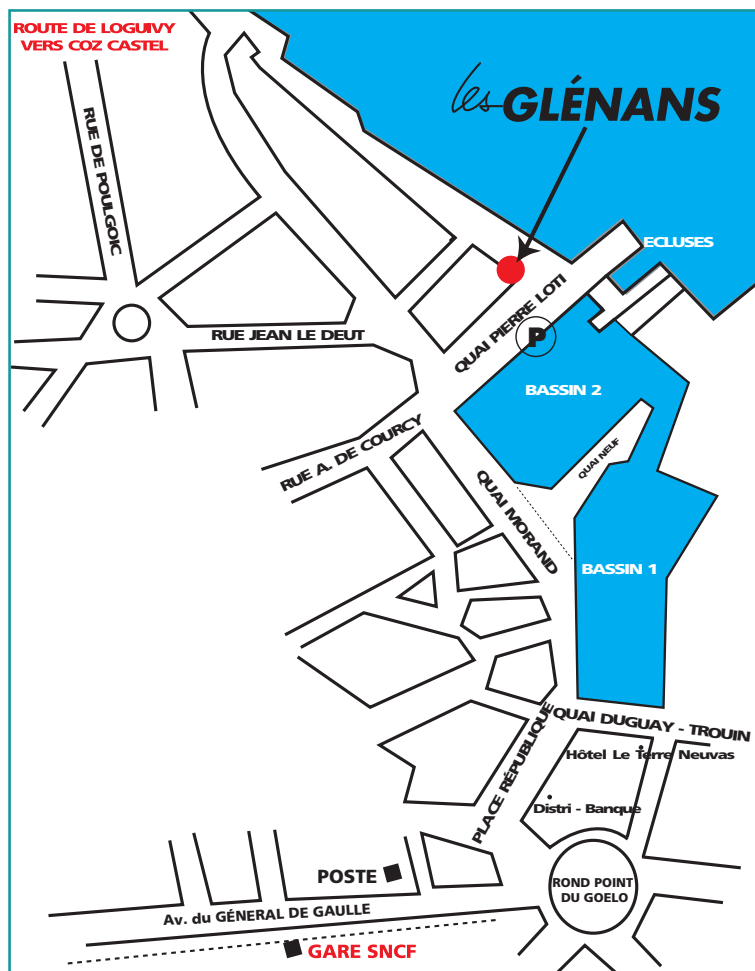 ROUTE DE LOGUIVY
VERS COZ CASTEL
les GLÉNANS
RUE DE POULGOIC
ECLUSES
QUAI PIERRE LOTI
P
RUE JEAN LE DEUT
BASSIN 2
RUE A. DE COURCY
QUAI NEUF
QUAI MORAND
BASSIN 1
QUAI DUGUAY - TROUIN
PLACE RÉPUBLIQUE
Hôtel Le Terre Neuvas
Distri - Banque
POSTE
ROND POINT
DU GOELO
Av. du GÉNERAL DE GAULLE
GARE SNCF